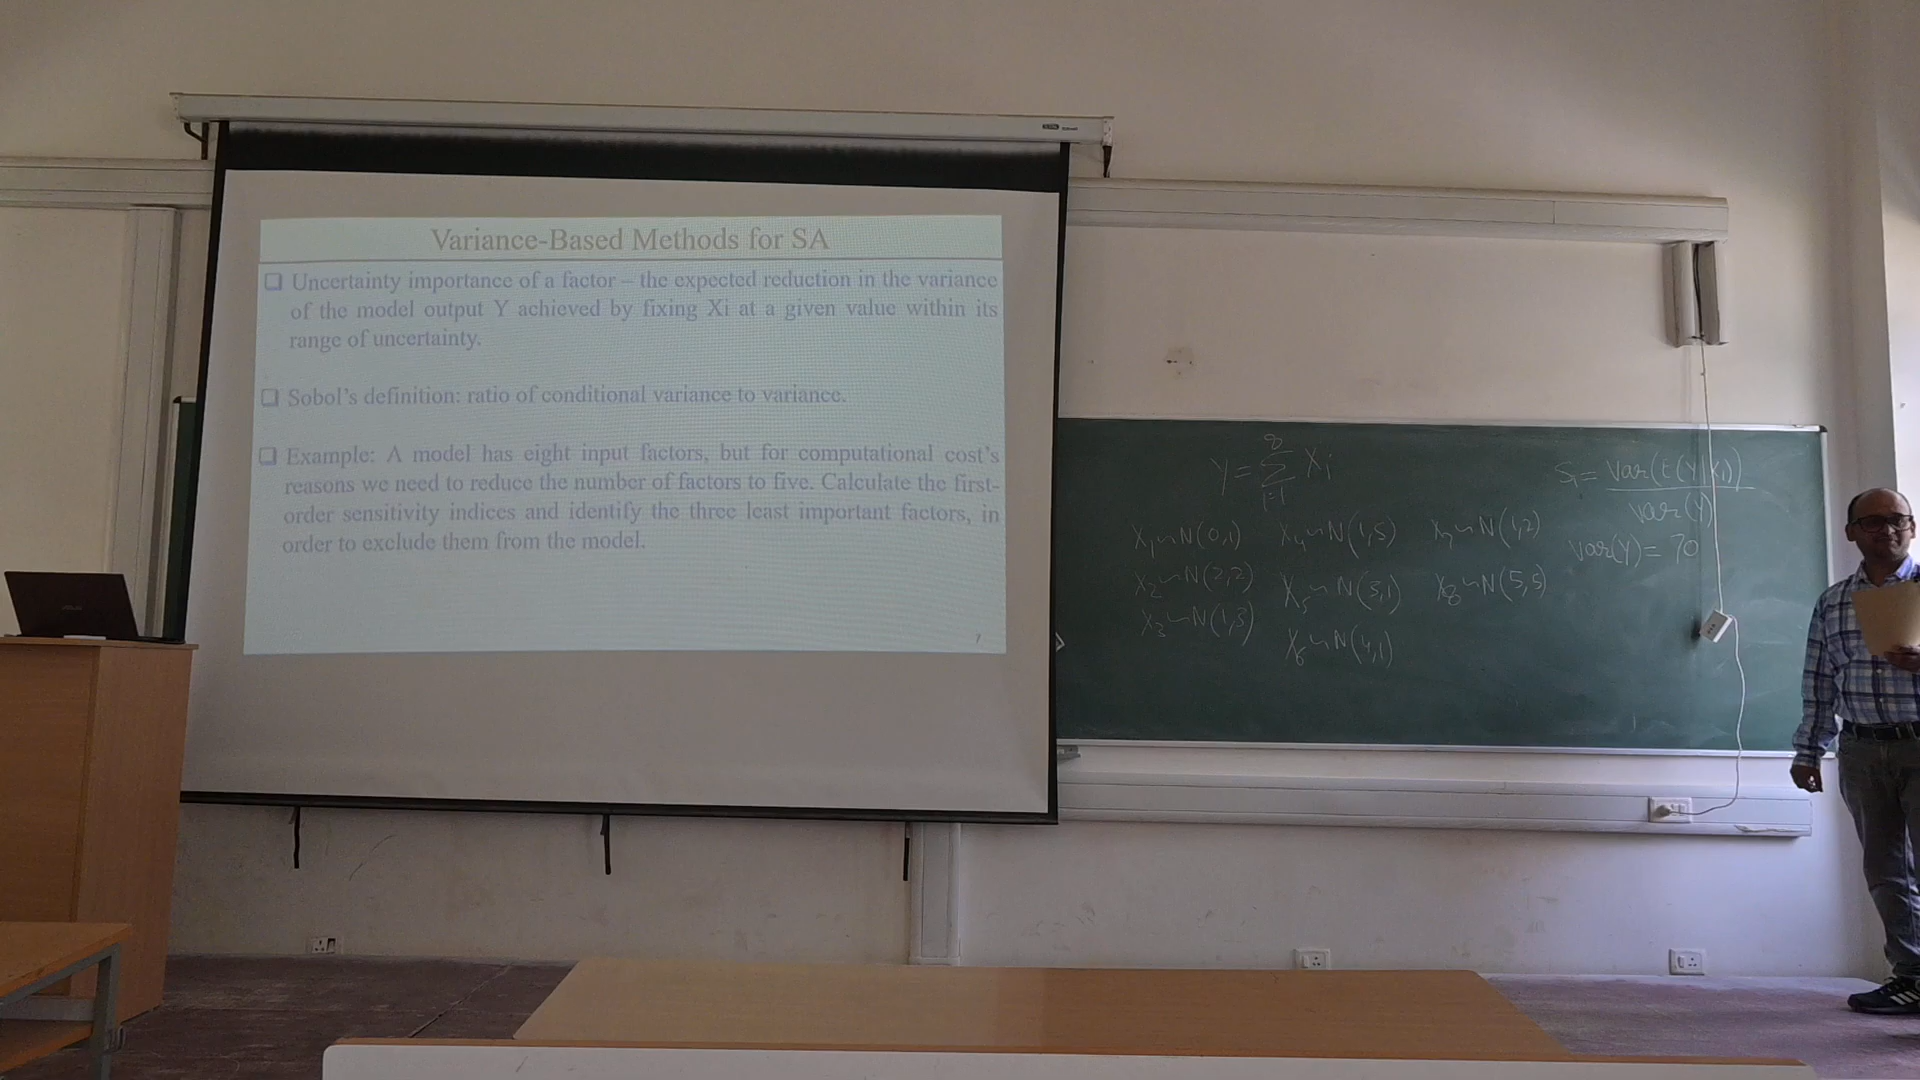 Variance-Based Methods for SA
❑ Uncertainty importance of a factor – the expected reduction in the variance
of the model output Y achieved by fixing Xi at a given value within its
range of uncertainty.
❑ Sobol's definition: ratio of conditional variance to variance.
❑ Example: A model has eight input factors, but for computational cost's
reasons we need to reduce the number of factors to five. Calculate the first-
order sensitivity indices and identify the three least important factors, in
order to exclude them from the model.
7
Y = Σ_{i=1}^{8} X_i
X₁ ~ N(0,1)
X₂ ~ N(2,2)
X₃ ~ N(1,3)
X₄ ~ N(1,5)
X₅ ~ N(3,1)
X₆ ~ N(4,1)
X₇ ~ N(1,2)
X₈ ~ N(5,5)
S₁ = Var(E(Y|X₁)) / Var(Y)
Var(Y) = 70